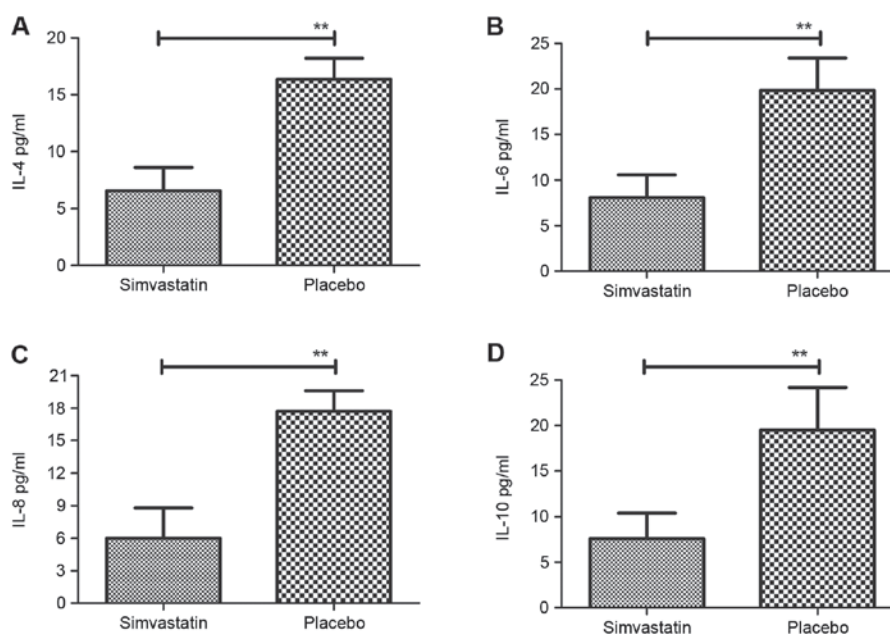 A
**
20
15
10
5
0
IL-4 pg/ml
Simvastatin Placebo
B
**
25
20
15
10
5
0
IL-6 pg/ml
Simvastatin Placebo
C
**
21
18
15
12
9
6
3
0
IL-8 pg/ml
Simvastatin Placebo
D
**
25
20
15
10
5
0
IL-10 pg/ml
Simvastatin Placebo